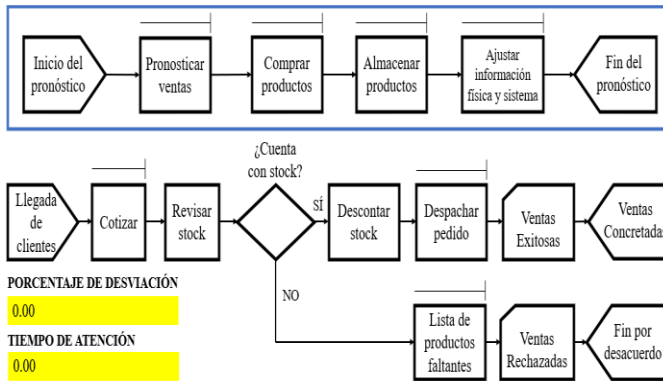 Inicio del
pronóstico
Pronosticar
ventas
Comprar
productos
Almacenar
productos
Ajustar
información
física y sistema
Fin del
pronóstico
¿Cuenta
con stock?
Llegada
de
clientes
Cotizar
Revisar
stock
SÍ
Descontar
stock
Despachar
pedido
Ventas
Exitosas
Ventas
Concretadas
PORCENTAJE DE DESVIACIÓN
0.00
TIEMPO DE ATENCIÓN
0.00
NO
Lista de
productos
faltantes
Ventas
Rechazadas
Fin por
desacuerdo